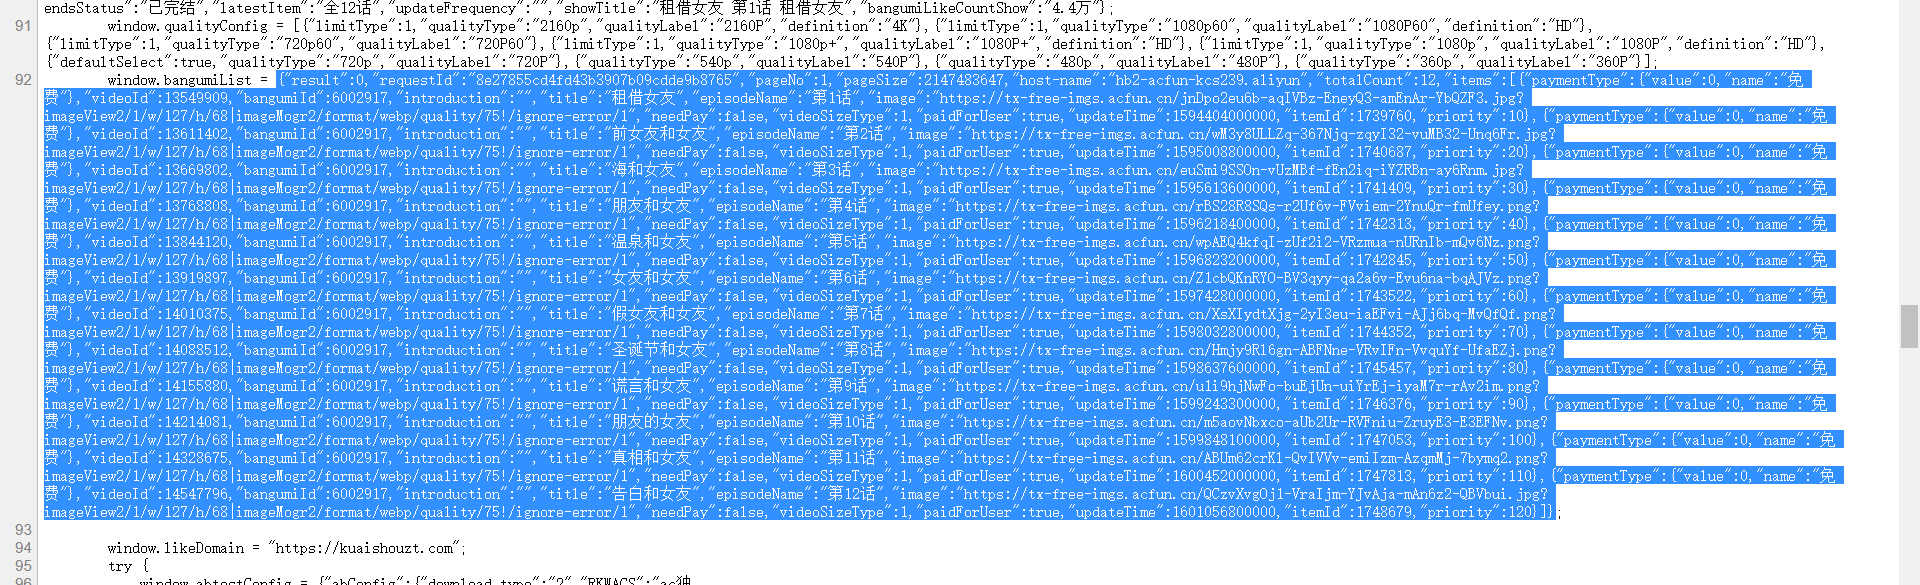 endsStatus":"已完结","latestItem":"全12话","updateFrequency":"","showTitle":"租借女友 第1话 租借女友","bangumiLikeCountShow":"4.4万"};
91 window.qualityConfig = [{"limitType":1,"qualityType":"2160p","qualityLabel":"2160P","definition":"4K"},{"limitType":1,"qualityType":"1080p60","qualityLabel":"1080P60","definition":"HD"},
{"limitType":1,"qualityType":"720p60","qualityLabel":"720P60"},{"limitType":1,"qualityType":"1080p+","qualityLabel":"1080P+","definition":"HD"},{"limitType":1,"qualityType":"1080p","qualityLabel":"1080P","definition":"HD"},
{"defaultSelect":true,"qualityType":"720p","qualityLabel":"720P"},{"qualityType":"540p","qualityLabel":"540P"},{"qualityType":"480p","qualityLabel":"480P"},{"qualityType":"360p","qualityLabel":"360P"}];
92 window.bangumiList = {"result":0,"requestId":"8e27855cd4fd43b3907b09cdde9b8765","pageNo":1,"pageSize":2147483647,"host-name":"hb2-acfun-kcs239.aliyun","totalCount":12,"items":[{"paymentType":{"value":0,"name":"免
费"},"videoId":13549909,"bangumiId":6002917,"introduction":"","title":"租借女友","episodeName":"第1话","image":"https://tx-free-imgs.acfun.cn/jnDpo2eu6b-aqIVBz-EneyQ3-amEnAr-YbQZF3.jpg?
imageView2/1/w/127/h/68|imageMogr2/format/webp/quality/75!/ignore-error/1","needPay":false,"videoSizeType":1,"paidForUser":true,"updateTime":1594404000000,"itemId":1739760,"priority":10},{"paymentType":{"value":0,"name":"免
费"},"videoId":13611402,"bangumiId":6002917,"introduction":"","title":"前女友和女友","episodeName":"第2话","image":"https://tx-free-imgs.acfun.cn/wM3y8ULLZq-367Njq-zqyI32-vuMB32-Unq6Fr.jpg?
imageView2/1/w/127/h/68|imageMogr2/format/webp/quality/75!/ignore-error/1","needPay":false,"videoSizeType":1,"paidForUser":true,"updateTime":1595008800000,"itemId":1740687,"priority":20},{"paymentType":{"value":0,"name":"免
费"},"videoId":13669802,"bangumiId":6002917,"introduction":"","title":"海和女友","episodeName":"第3话","image":"https://tx-free-imgs.acfun.cn/euSmi9SSOn-vUzMBf-fEn2iq-iYZRBn-ay6Rnm.jpg?
imageView2/1/w/127/h/68|imageMogr2/format/webp/quality/75!/ignore-error/1","needPay":false,"videoSizeType":1,"paidForUser":true,"updateTime":1595613600000,"itemId":1741409,"priority":30},{"paymentType":{"value":0,"name":"免
费"},"videoId":13768808,"bangumiId":6002917,"introduction":"","title":"朋友和女友","episodeName":"第4话","image":"https://tx-free-imgs.acfun.cn/rBS28R8SQs-r2Uf6v-FVviem-2YnuQr-fmUfey.png?
imageView2/1/w/127/h/68|imageMogr2/format/webp/quality/75!/ignore-error/1","needPay":false,"videoSizeType":1,"paidForUser":true,"updateTime":1596218400000,"itemId":1742313,"priority":40},{"paymentType":{"value":0,"name":"免
费"},"videoId":13844120,"bangumiId":6002917,"introduction":"","title":"温泉和女友","episodeName":"第5话","image":"https://tx-free-imgs.acfun.cn/wpAEQ4kfqI-zUf2i2-VRzmua-nURnIb-mQv6Nz.png?
imageView2/1/w/127/h/68|imageMogr2/format/webp/quality/75!/ignore-error/1","needPay":false,"videoSizeType":1,"paidForUser":true,"updateTime":1596823200000,"itemId":1742845,"priority":50},{"paymentType":{"value":0,"name":"免
费"},"videoId":13919897,"bangumiId":6002917,"introduction":"","title":"女友和女友","episodeName":"第6话","image":"https://tx-free-imgs.acfun.cn/Z1cbQKnRYO-BV3qyy-qa2a6v-Evu6na-bqAJVz.png?
imageView2/1/w/127/h/68|imageMogr2/format/webp/quality/75!/ignore-error/1","needPay":false,"videoSizeType":1,"paidForUser":true,"updateTime":1597428000000,"itemId":1743522,"priority":60},{"paymentType":{"value":0,"name":"免
费"},"videoId":14010375,"bangumiId":6002917,"introduction":"","title":"假女友和女友","episodeName":"第7话","image":"https://tx-free-imgs.acfun.cn/XsXIydtXjg-2yI3eu-iaEFvi-AJj6bq-MvQfQf.png?
imageView2/1/w/127/h/68|imageMogr2/format/webp/quality/75!/ignore-error/1","needPay":false,"videoSizeType":1,"paidForUser":true,"updateTime":1598032800000,"itemId":1744352,"priority":70},{"paymentType":{"value":0,"name":"免
费"},"videoId":14088512,"bangumiId":6002917,"introduction":"","title":"圣诞节和女友","episodeName":"第8话","image":"https://tx-free-imgs.acfun.cn/Hmjy9Rl6gn-ABFNne-VRvIFn-VvquYf-UfaEZj.png?
imageView2/1/w/127/h/68|imageMogr2/format/webp/quality/75!/ignore-error/1","needPay":false,"videoSizeType":1,"paidForUser":true,"updateTime":1598637600000,"itemId":1745457,"priority":80},{"paymentType":{"value":0,"name":"免
费"},"videoId":14155880,"bangumiId":6002917,"introduction":"","title":"谎言和女友","episodeName":"第9话","image":"https://tx-free-imgs.acfun.cn/uli9hjNwFo-buEjUn-uiYrEj-iyaM7r-rAv2im.png?
imageView2/1/w/127/h/68|imageMogr2/format/webp/quality/75!/ignore-error/1","needPay":false,"videoSizeType":1,"paidForUser":true,"updateTime":1599243300000,"itemId":1746376,"priority":90},{"paymentType":{"value":0,"name":"免
费"},"videoId":14214081,"bangumiId":6002917,"introduction":"","title":"朋友的女友","episodeName":"第10话","image":"https://tx-free-imgs.acfun.cn/m5aovNbxco-aUb2Ur-RVFniu-ZruyE3-E3EFNv.png?
imageView2/1/w/127/h/68|imageMogr2/format/webp/quality/75!/ignore-error/1","needPay":false,"videoSizeType":1,"paidForUser":true,"updateTime":1599848100000,"itemId":1747053,"priority":100},{"paymentType":{"value":0,"name":"免
费"},"videoId":14328675,"bangumiId":6002917,"introduction":"","title":"真相和女友","episodeName":"第11话","image":"https://tx-free-imgs.acfun.cn/ABUm62crKl-QvIVVv-emiIzm-AzqmMj-7bymq2.png?
imageView2/1/w/127/h/68|imageMogr2/format/webp/quality/75!/ignore-error/1","needPay":false,"videoSizeType":1,"paidForUser":true,"updateTime":1600452000000,"itemId":1747813,"priority":110},{"paymentType":{"value":0,"name":"免
费"},"videoId":14547796,"bangumiId":6002917,"introduction":"","title":"告白和女友","episodeName":"第12话","image":"https://tx-free-imgs.acfun.cn/QCzvXvgOjl-VraIjm-YJvAja-mAn6z2-QBVbui.jpg?
imageView2/1/w/127/h/68|imageMogr2/format/webp/quality/75!/ignore-error/1","needPay":false,"videoSizeType":1,"paidForUser":true,"updateTime":1601056800000,"itemId":1748679,"priority":120}]};
93
94 window.likeDomain = "https://kuaishouzt.com";
95 try {
96 window.abtestConfig = {"abConfig":{"download_type":"2","RKWACS":"ac独